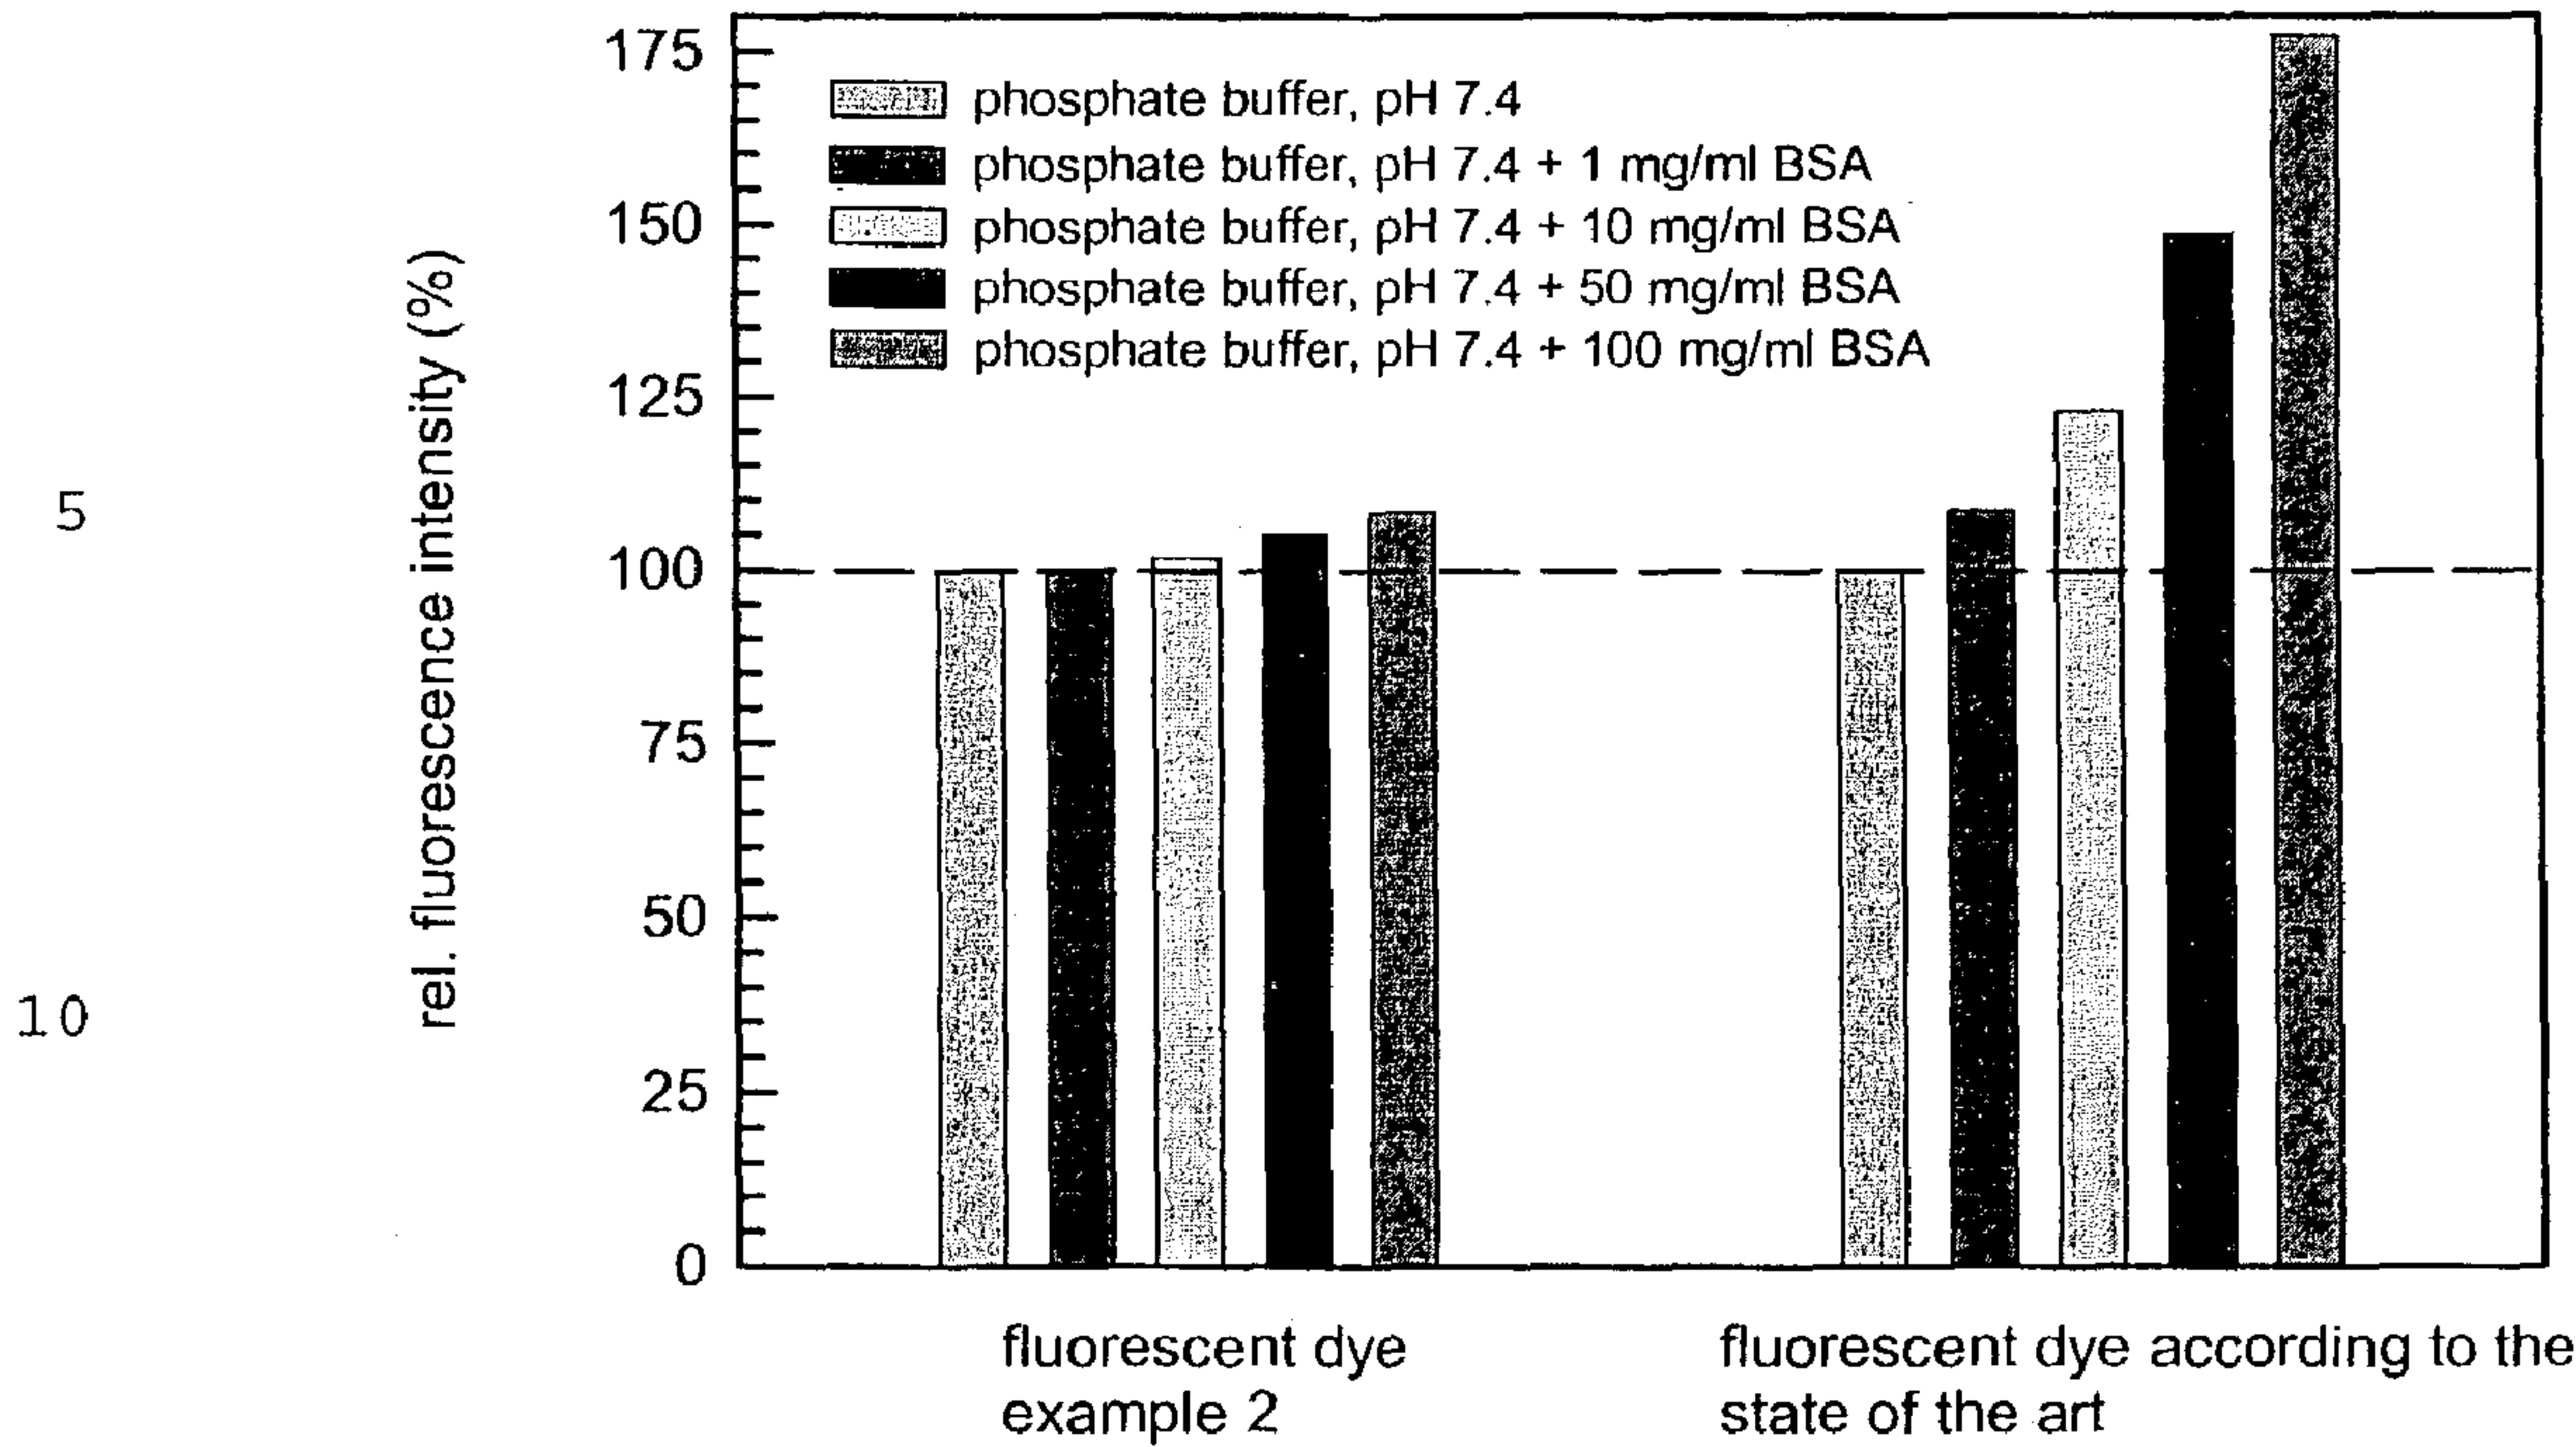 175
phosphate buffer, pH 7.4
phosphate buffer, pH 7.4 + 1 mg/ml BSA
150
phosphate buffer, pH 7.4 + 10 mg/ml BSA
phosphate buffer, pH 7.4 + 50 mg/ml BSA
phosphate buffer, pH 7.4 + 100 mg/ml BSA
125
rel. fluorescence intensity (%)
5
100
75
50
10
25
0
fluorescent dye
example 2
fluorescent dye according to the
state of the art